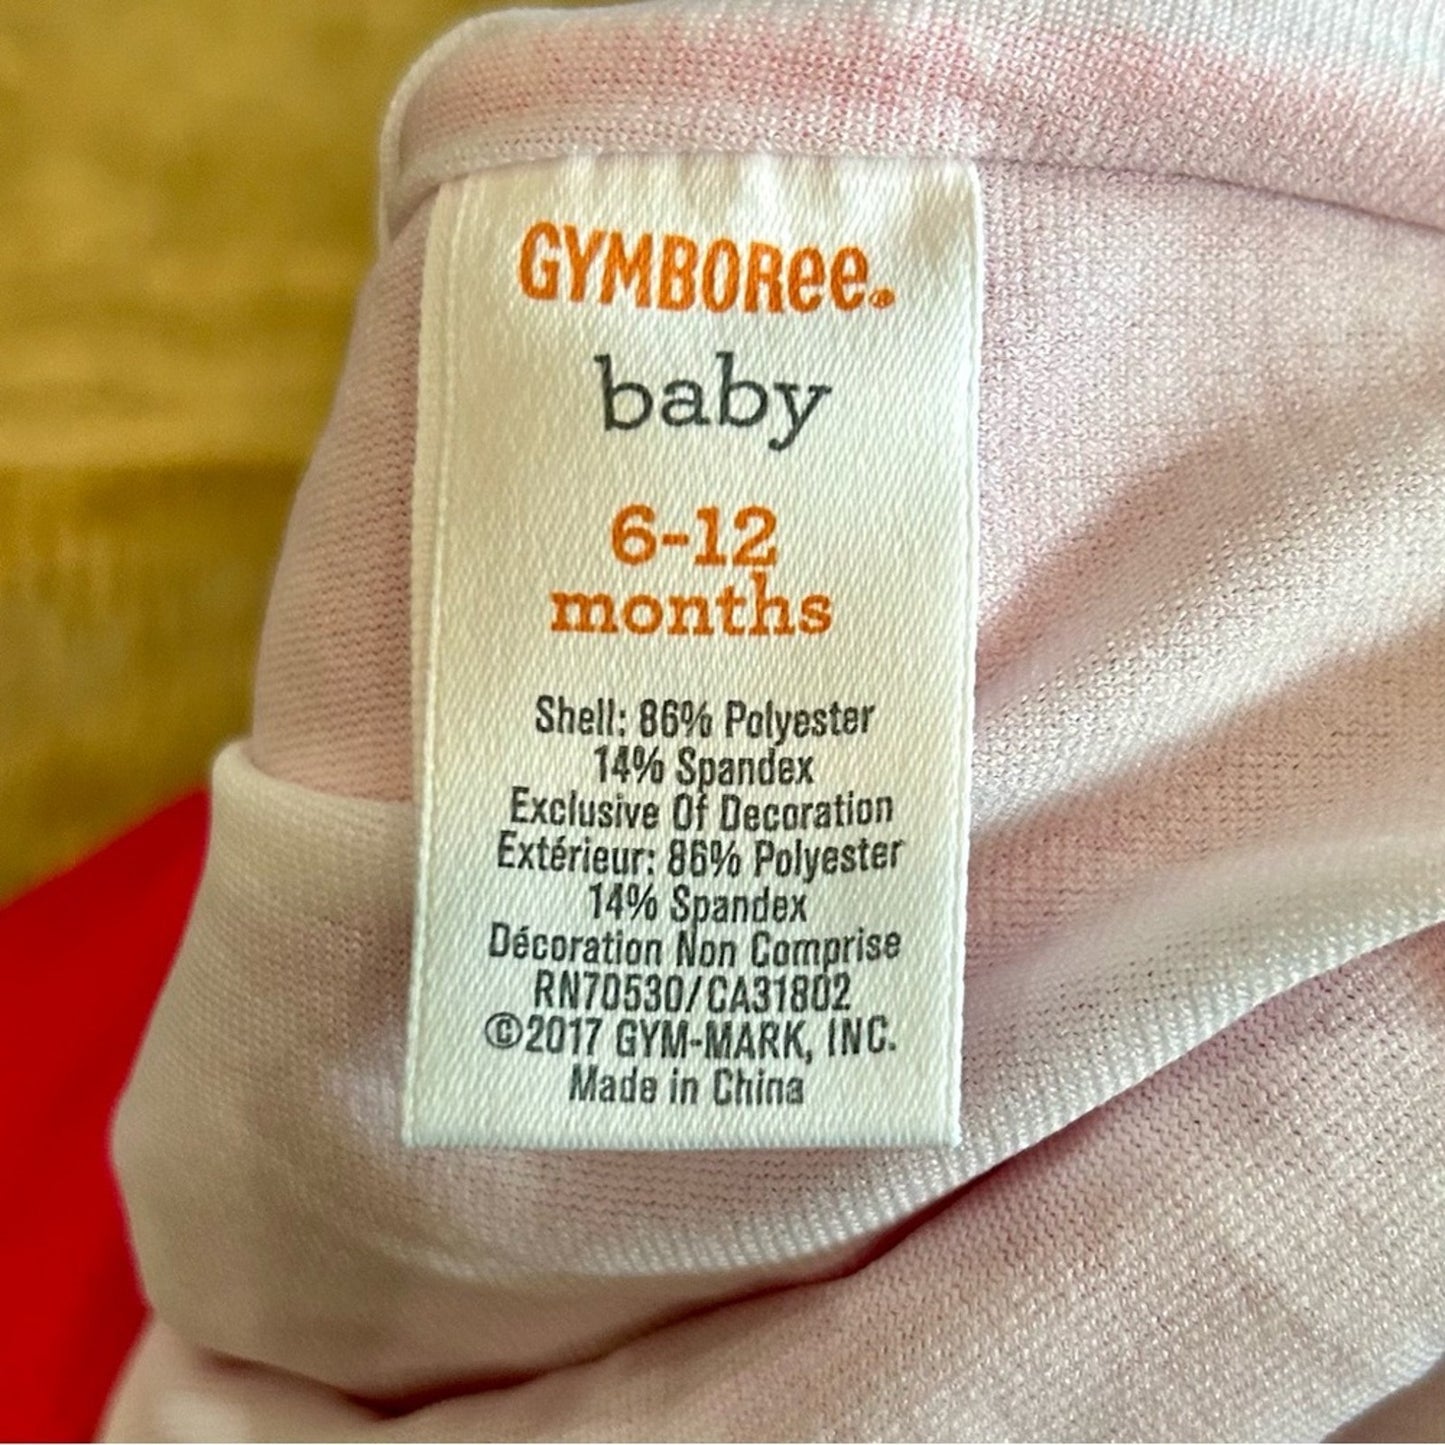 GYMBORee.
baby
6-12
months
Shell: 86% Polyester
14% Spandex
Exclusive Of Decoration
Extérieur: 86% Polyester
14% Spandex
Décoration Non Comprise
RN70530/CA31802
©2017 GYM-MARK, INC.
Made in China